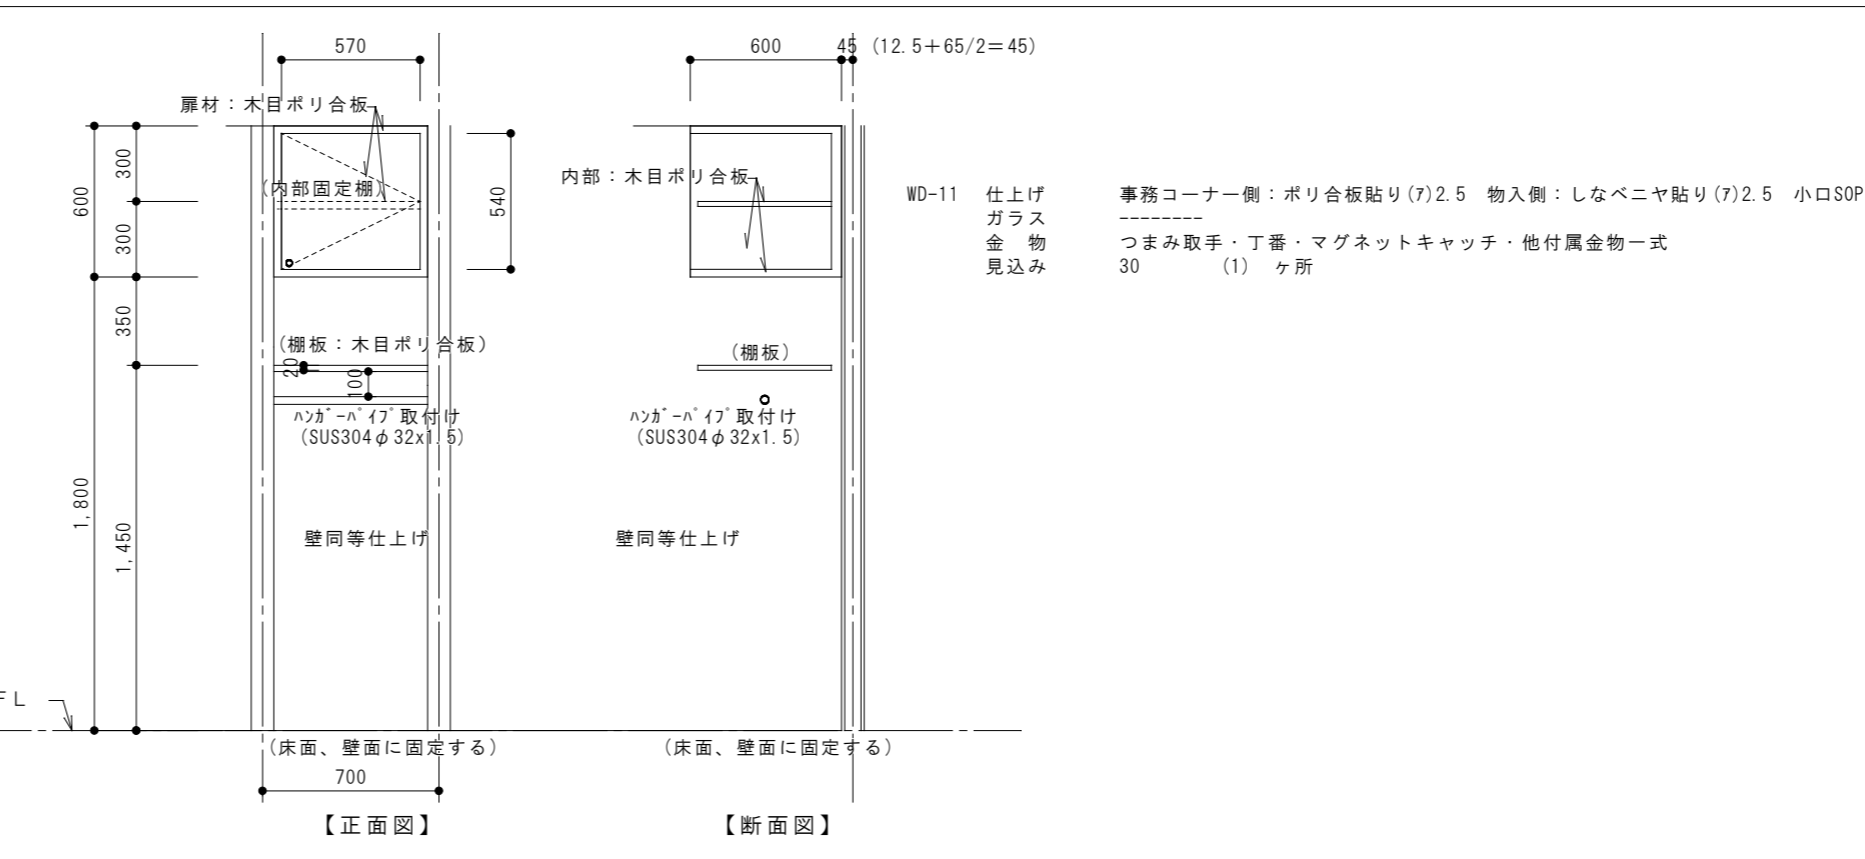 570
600
45 (12.5+65/2=45)
扉材：木目ポリ合板
300
600
(内部固定棚)
540
300
内部：木目ポリ合板
WD-11 仕上げ 事務コーナー側：ポリ合板貼り(ｱ)2.5 物入側：しなベニヤ貼り(ｱ)2.5 小口SOP
ガラス --------
金 物 つまみ取手・丁番・マグネットキャッチ・他付属金物一式
見込み 30 (1) ヶ所
350
(棚板：木目ポリ合板)
(棚板)
20
100
ﾊﾝｶﾞｰﾊﾟｲﾌﾟ取付け
(SUS304φ32x1.5)
ﾊﾝｶﾞｰﾊﾟｲﾌﾟ取付け
(SUS304φ32x1.5)
1,800
1,450
壁同等仕上げ
壁同等仕上げ
FL
(床面、壁面に固定する)
(床面、壁面に固定する)
700
【正面図】
【断面図】